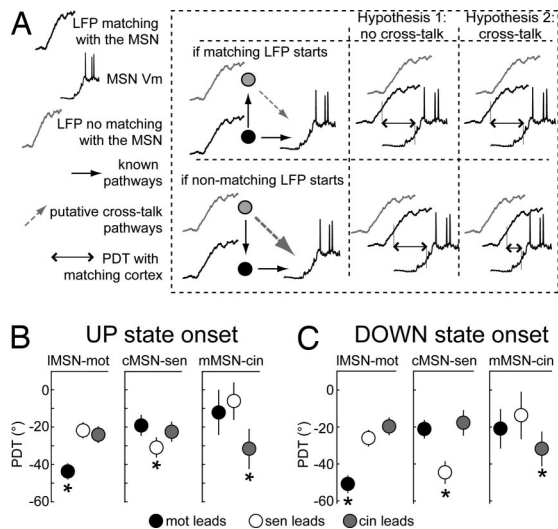 A
LFP matching
with the MSN
MSN Vm
LFP no matching
with the MSN
known
pathways
putative cross-talk
pathways
PDT with
matching cortex
Hypothesis 1:
no cross-talk
Hypothesis 2:
cross-talk
if matching LFP starts
if non-matching LFP starts
B
UP state onset
lMSN-mot cMSN-sen mMSN-cin
PDT (°)
0
-20
-40
-60
* * *
C
DOWN state onset
lMSN-mot cMSN-sen mMSN-cin
PDT (°)
0
-20
-40
-60
* * *
mot leads sen leads cin leads